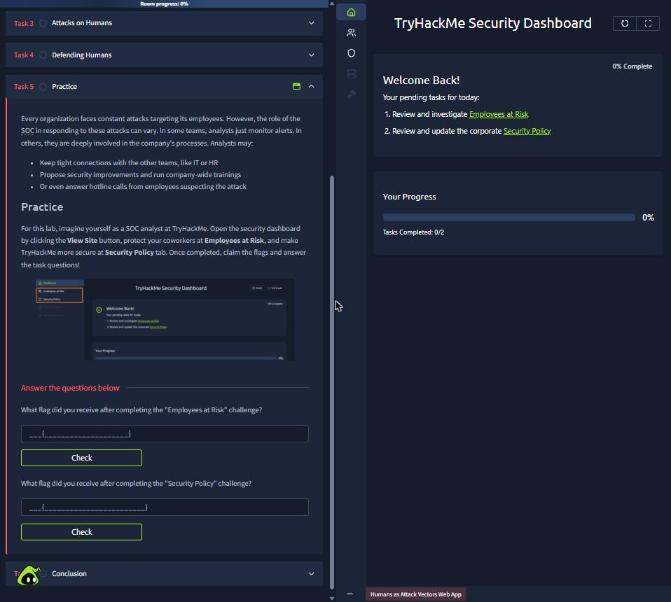 Room progress: 0%
Task 3 Attacks on Humans
Task 4 Defending Humans
Task 5 Practice
Every organization faces constant attacks targeting its employees. However, the role of the
SOC in responding to these attacks can vary. In some teams, analysts just monitor alerts. In
others, they are deeply involved in the company's processes. Analysts may:
• Keep tight connections with the other teams, like IT or HR
• Propose security improvements and run company-wide trainings
• Or even answer hotline calls from employees suspecting the attack
Practice
For this lab, imagine yourself as a SOC analyst at TryHackMe. Open the security dashboard
by clicking the View Site button, protect your coworkers at Employees at Risk, and make
TryHackMe more secure at Security Policy tab. Once completed, claim the flags and answer
the task questions!
TryHackMe Security Dashboard
Welcome Back!
Answer the questions below
What flag did you receive after completing the "Employees at Risk" challenge?
___{____________________}
Check
What flag did you receive after completing the "Security Policy" challenge?
___{________________________}
Check
Conclusion
TryHackMe Security Dashboard
0% Complete
Welcome Back!
Your pending tasks for today:
1. Review and investigate Employees at Risk
2. Review and update the corporate Security Policy
Your Progress
0%
Tasks Completed: 0/2
Humans as Attack Vectors Web App